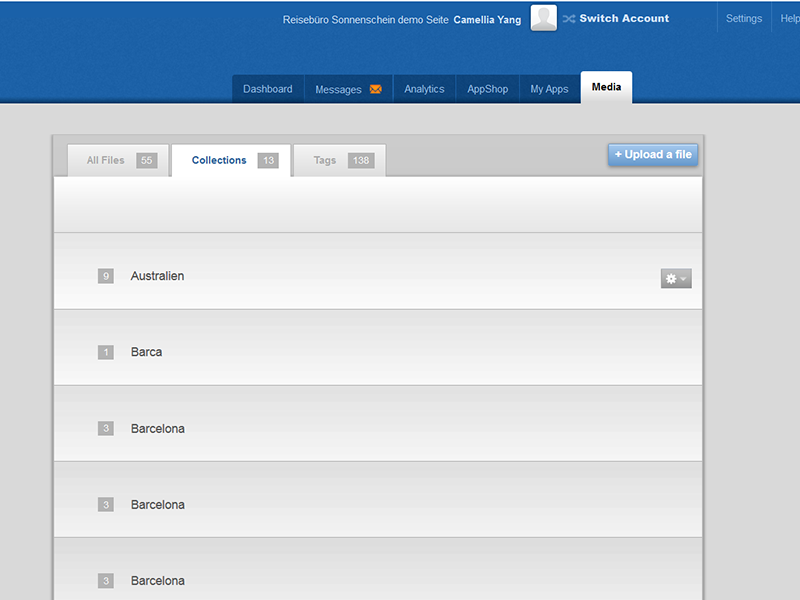 Reisebüro Sonnenschein demo Seite Camellia Yang Switch Account Settings Help
Dashboard Messages Analytics AppShop My Apps Media
All Files 55 Collections 13 Tags 138 + Upload a file
9 Australien
1 Barca
3 Barcelona
3 Barcelona
3 Barcelona